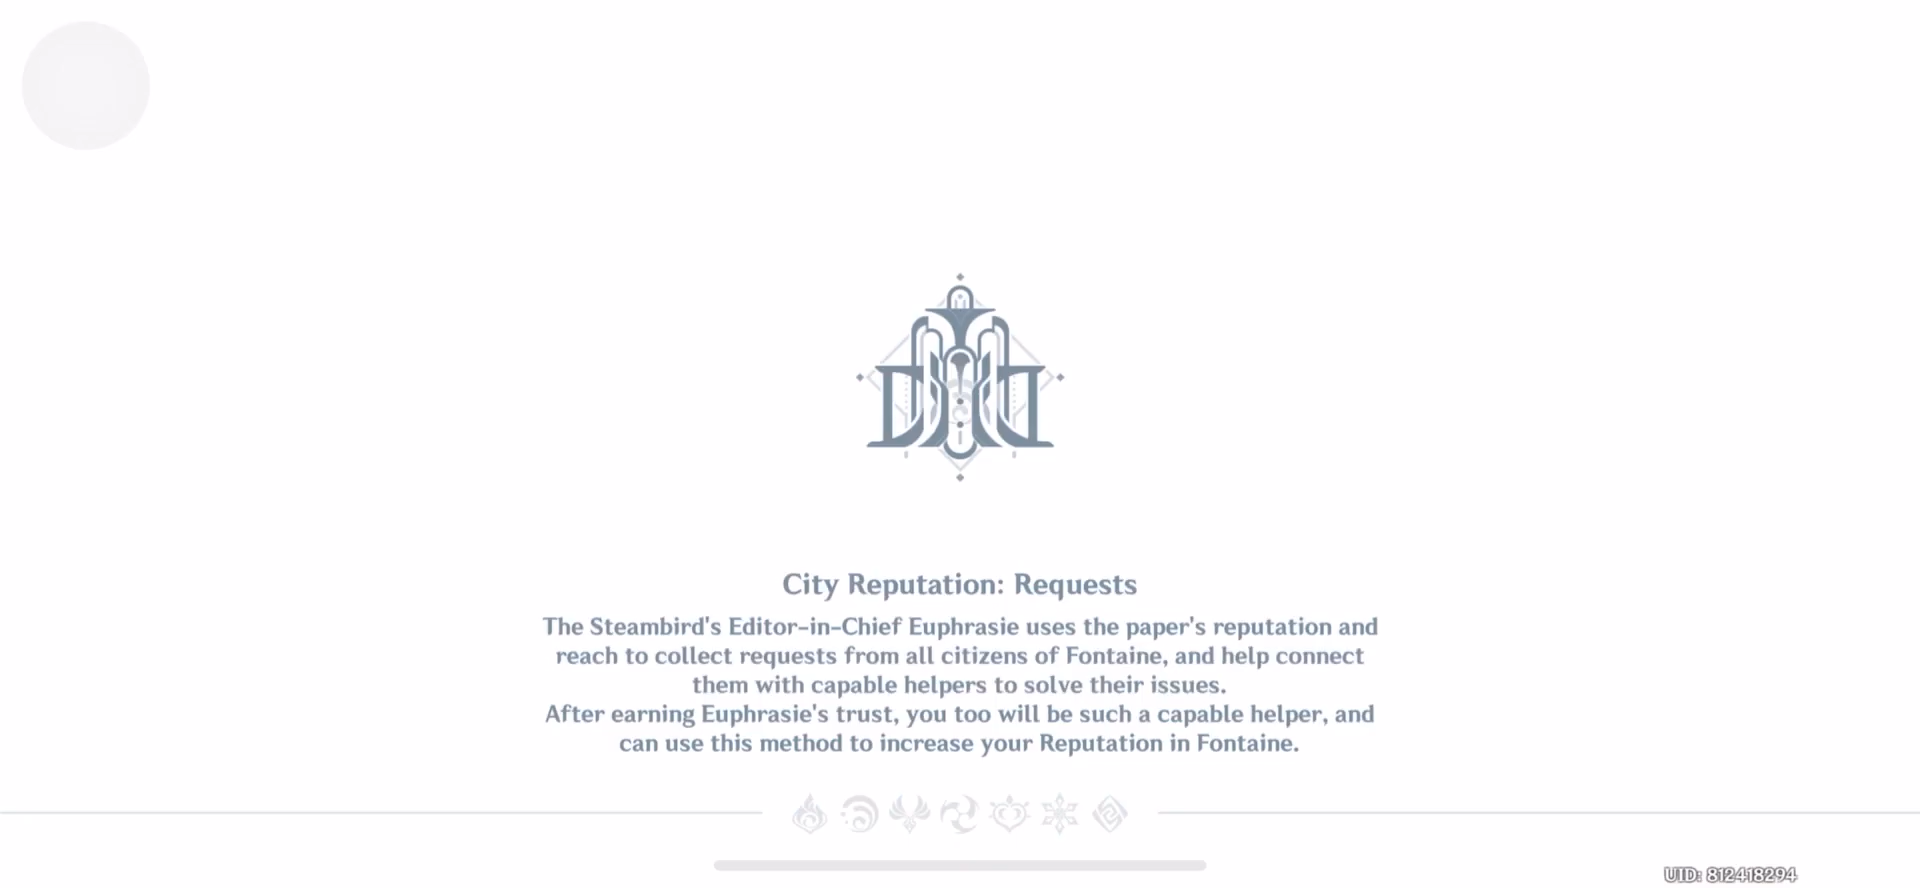 City Reputation: Requests
The Steambird's Editor-in-Chief Euphrasie uses the paper's reputation and
reach to collect requests from all citizens of Fontaine, and help connect
them with capable helpers to solve their issues.
After earning Euphrasie's trust, you too will be such a capable helper, and
can use this method to increase your Reputation in Fontaine.
UID: 812418294